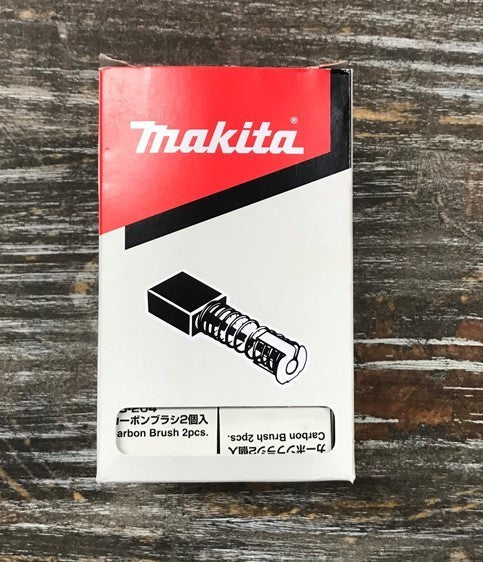 makita®
-204
ーボンブラシ2個入
arbon Brush 2pcs.
カーボンブラシ2個入
Carbon Brush 2pcs.